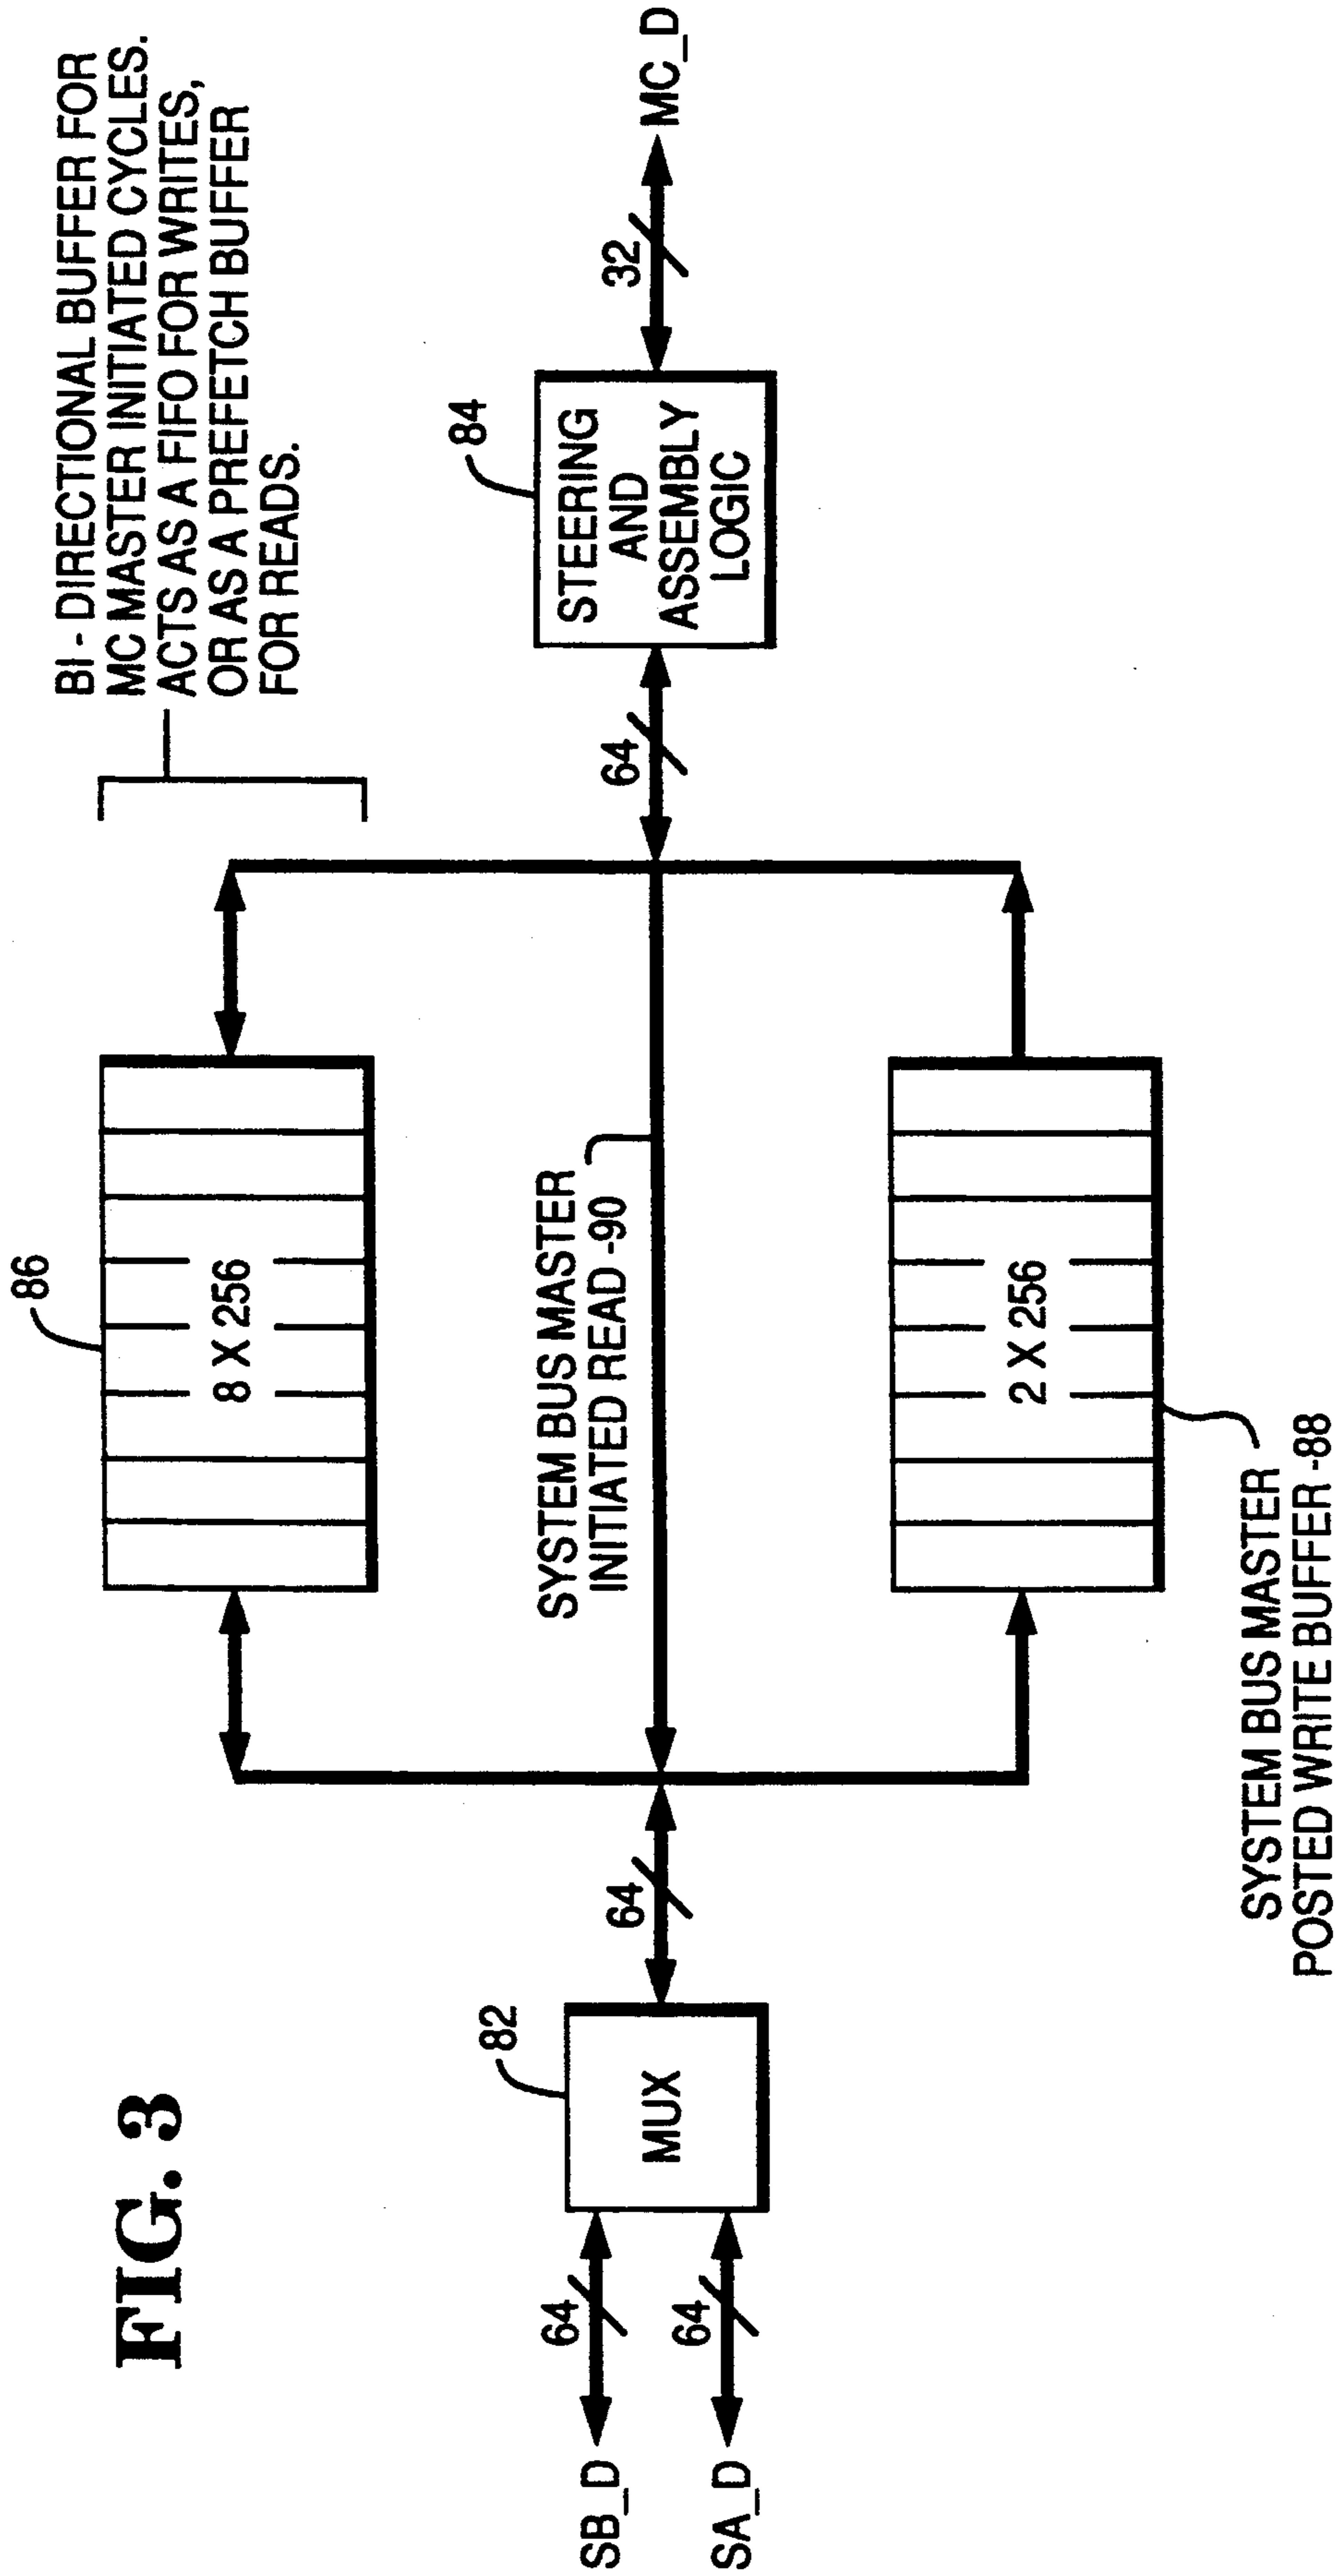 FIG. 3
BI - DIRECTIONAL BUFFER FOR
MC MASTER INITIATED CYCLES.
ACTS AS A FIFO FOR WRITES,
OR AS A PREFETCH BUFFER
FOR READS.
86
8 X 256
82
MUX
SB_D
64
SA_D
64
64
SYSTEM BUS MASTER
INITIATED READ -90
64
84
STEERING
AND
ASSEMBLY
LOGIC
32
MC_D
2 X 256
SYSTEM BUS MASTER
POSTED WRITE BUFFER -88